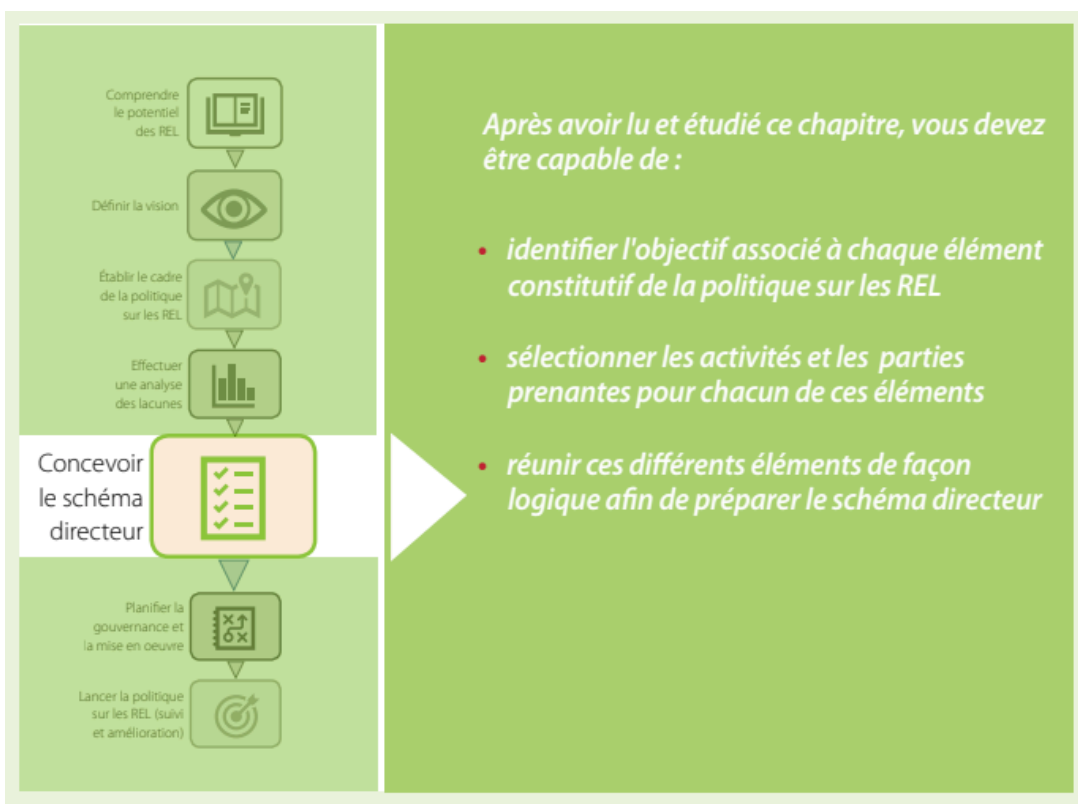 Comprendre
le potentiel
des REL
Définir la vision
Établir le cadre
de la politique
sur les REL
Effectuer
une analyse
des lacunes
Concevoir
le schéma
directeur
Planifier la
gouvernance et
la mise en oeuvre
Lancer la politique
sur les REL (suivi
et amélioration)
Après avoir lu et étudié ce chapitre, vous devez
être capable de :
• identifier l'objectif associé à chaque élément
constitutif de la politique sur les REL
• sélectionner les activités et les parties
prenantes pour chacun de ces éléments
• réunir ces différents éléments de façon
logique afin de préparer le schéma directeur